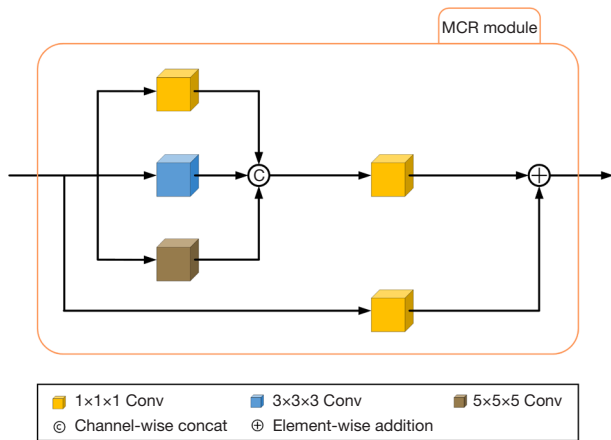 MCR module
C
1×1×1 Conv 3×3×3 Conv 5×5×5 Conv
© Channel-wise concat ⊕ Element-wise addition